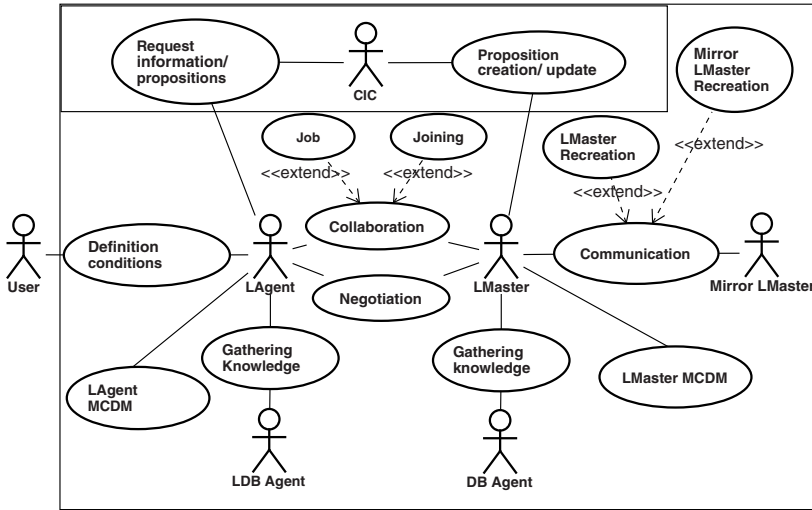 Request
information/
propositions
CIC
Proposition
creation/ update
Mirror
LMaster
Recreation
Job
Joining
LMaster
Recreation
<<extend>>
<<extend>>
<<extend>>
<<extend>>
Collaboration
User
Definition
conditions
LAgent
LMaster
Communication
Mirror LMaster
Negotiation
Gathering
Knowledge
Gathering
knowledge
LAgent
MCDM
LMaster MCDM
LDB Agent
DB Agent